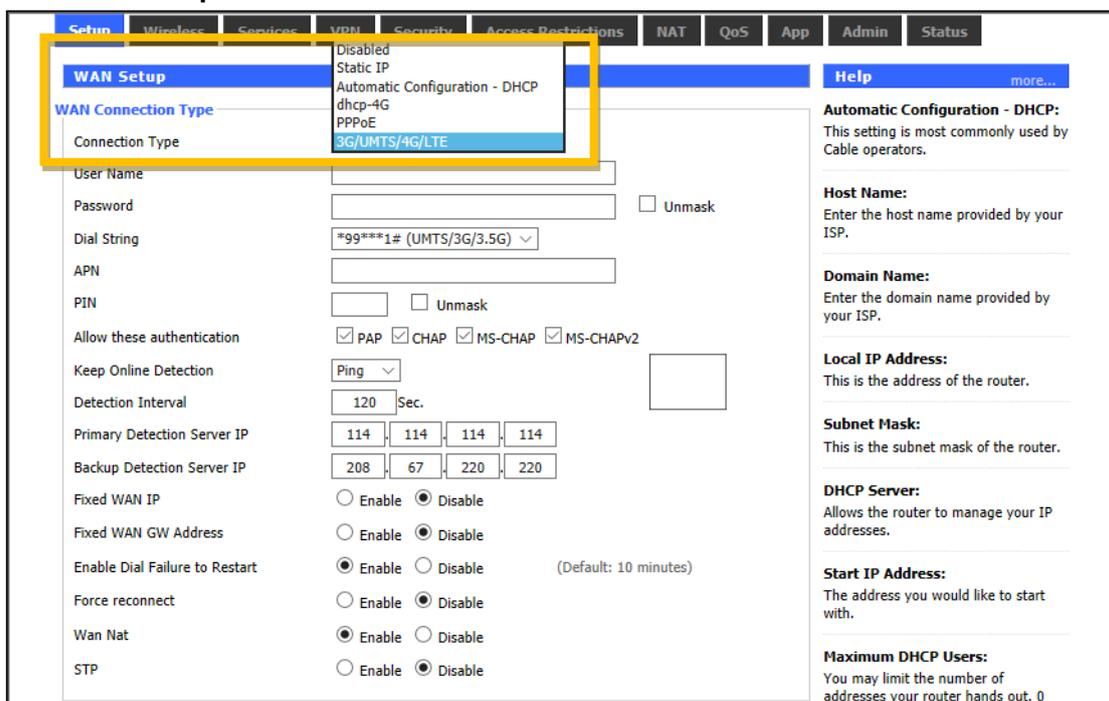 Setup Wireless Services VPN Security Access Restrictions NAT QoS App Admin Status
WAN Setup
WAN Connection Type
Connection Type
Disabled
Static IP
Automatic Configuration - DHCP
dhcp-4G
PPPoE
3G/UMTS/4G/LTE
User Name
Password Unmask
Dial String *99***1# (UMTS/3G/3.5G)
APN
PIN Unmask
Allow these authentication PAP CHAP MS-CHAP MS-CHAPv2
Keep Online Detection Ping
Detection Interval 120 Sec.
Primary Detection Server IP 114 . 114 . 114 . 114
Backup Detection Server IP 208 . 67 . 220 . 220
Fixed WAN IP Enable Disable
Fixed WAN GW Address Enable Disable
Enable Dial Failure to Restart Enable Disable (Default: 10 minutes)
Force reconnect Enable Disable
Wan Nat Enable Disable
STP Enable Disable
Help more...
Automatic Configuration - DHCP:
This setting is most commonly used by
Cable operators.
Host Name:
Enter the host name provided by your
ISP.
Domain Name:
Enter the domain name provided by
your ISP.
Local IP Address:
This is the address of the router.
Subnet Mask:
This is the subnet mask of the router.
DHCP Server:
Allows the router to manage your IP
addresses.
Start IP Address:
The address you would like to start
with.
Maximum DHCP Users:
You may limit the number of
addresses your router hands out. 0